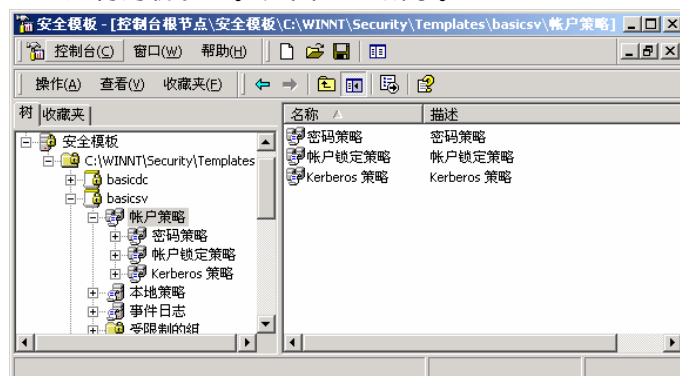 安全模板 - [控制台根节点\安全模板\C:\WINNT\Security\Templates\basicsv\帐户策略]
控制台(C) 窗口(W) 帮助(H)
操作(A) 查看(V) 收藏夹(F)
树 收藏夹
名称 描述
安全模板
C:\WINNT\Security\Templates
basicdc
basicsv
帐户策略
密码策略
帐户锁定策略
Kerberos 策略
本地策略
事件日志
受限制的组
密码策略 密码策略
帐户锁定策略 帐户锁定策略
Kerberos 策略 Kerberos 策略